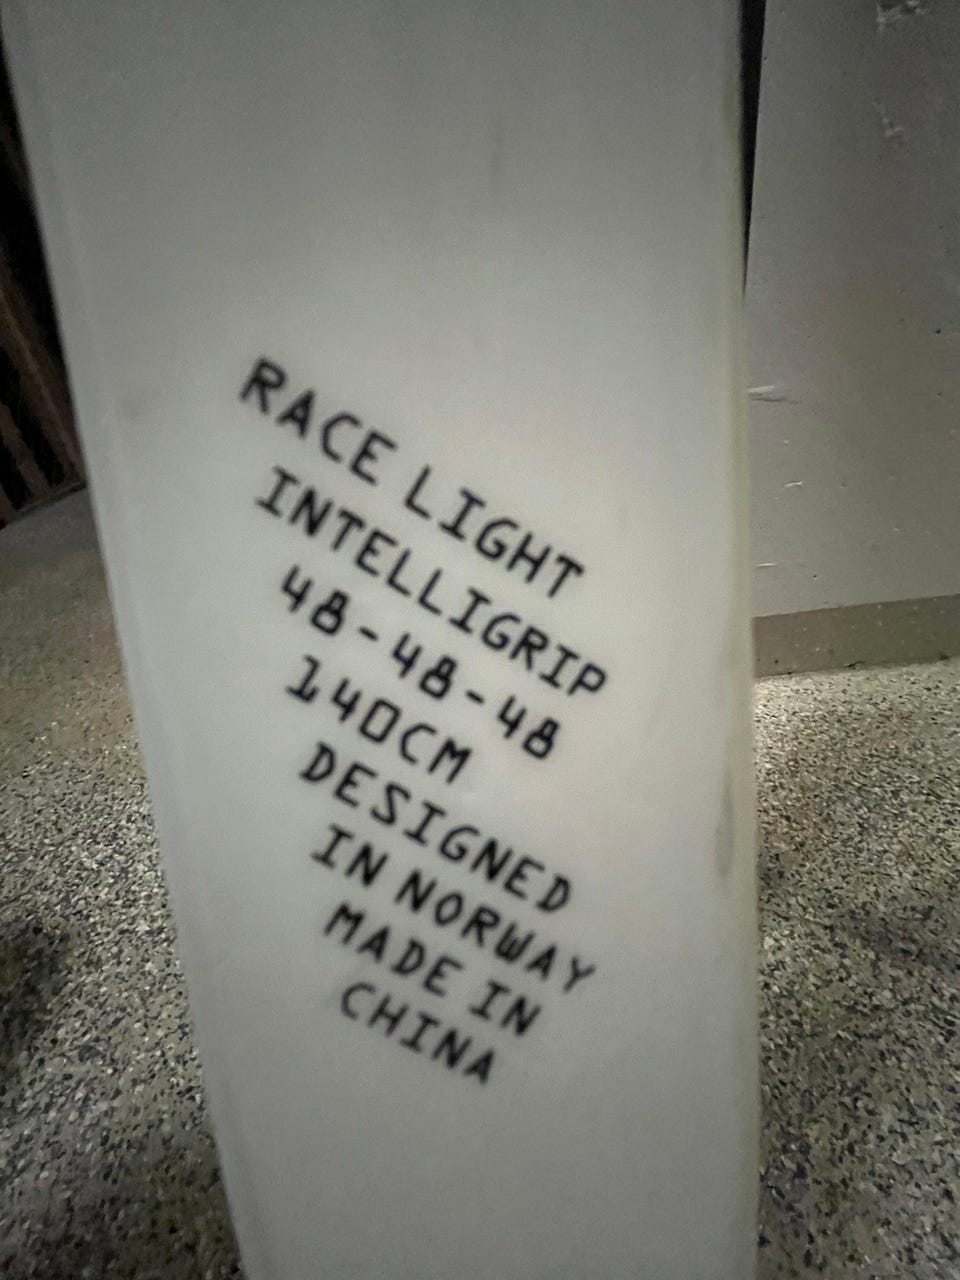 RACE LIGHT
INTELLIGRIP
48-48-48
140CM
DESIGNED
IN NORWAY
MADE IN
CHINA